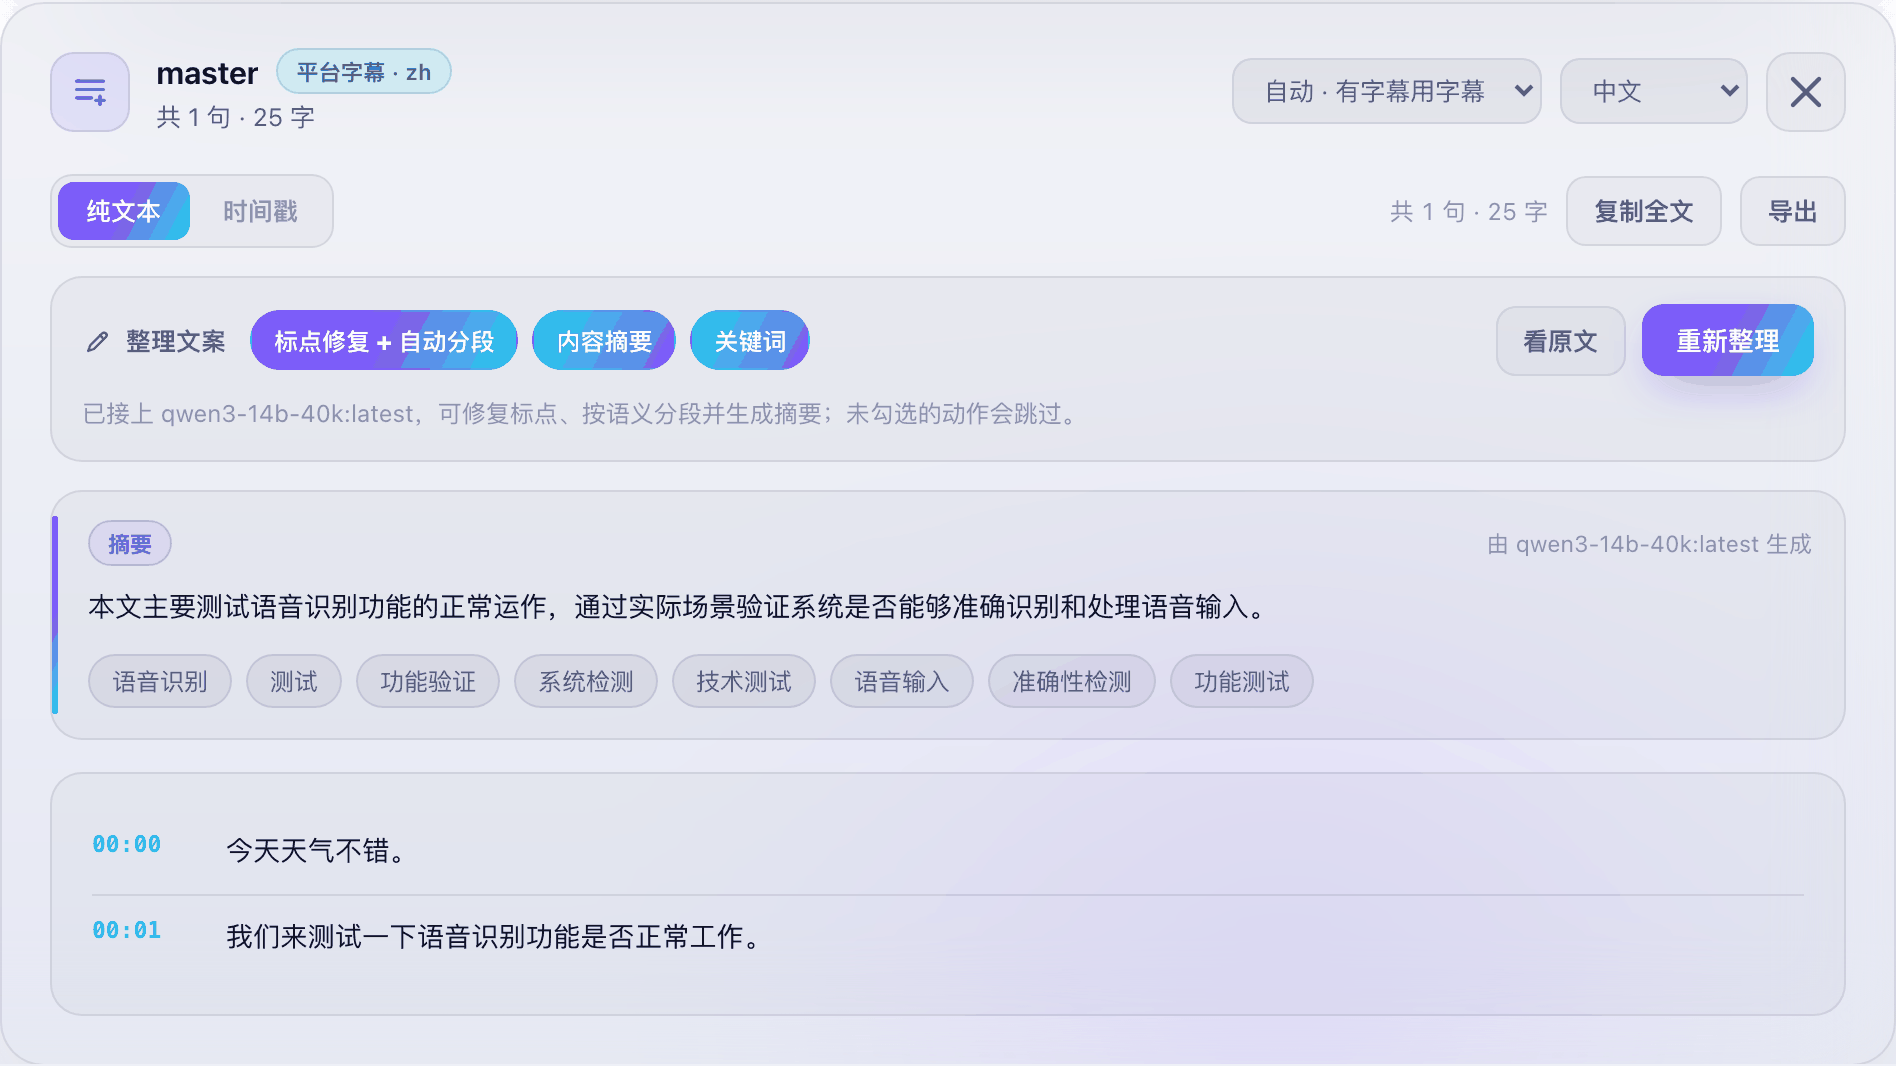 master 平台字幕 · zh
共 1 句 · 25 字
自动 · 有字幕用字幕
中文
纯文本 时间戳
共 1 句 · 25 字 复制全文 导出
整理文案 标点修复 + 自动分段 内容摘要 关键词 看原文 重新整理
已接上 qwen3-14b-40k:latest，可修复标点、按语义分段并生成摘要；未勾选的动作会跳过。
摘要 由 qwen3-14b-40k:latest 生成
本文主要测试语音识别功能的正常运作，通过实际场景验证系统是否能够准确识别和处理语音输入。
语音识别 测试 功能验证 系统检测 技术测试 语音输入 准确性检测 功能测试
00:00 今天天气不错。
00:01 我们来测试一下语音识别功能是否正常工作。